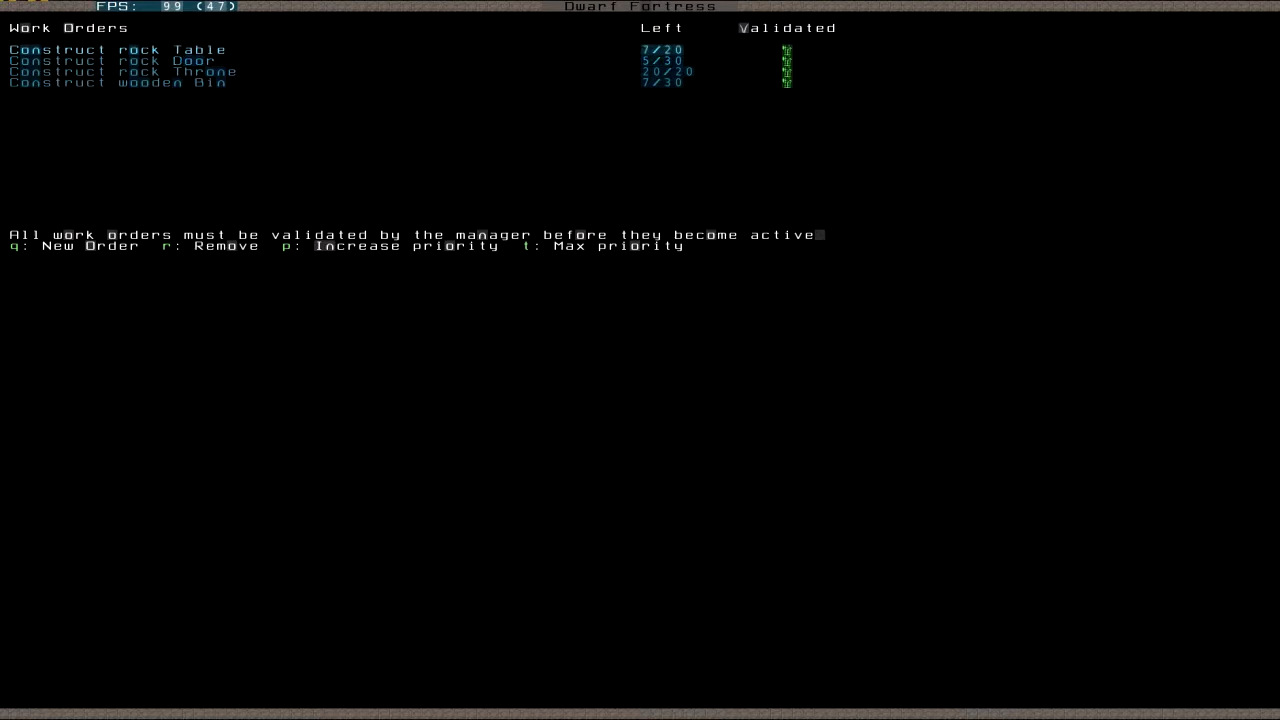 FPS: 99 (47) Dwarf Fortress
Work Orders Left Validated
Construct rock Table 7/20
Construct rock Door 5/30
Construct rock Throne 20/20
Construct wooden Bin 7/30
All work orders must be validated by the manager before they become active
q: New Order r: Remove p: Increase priority t: Max priority